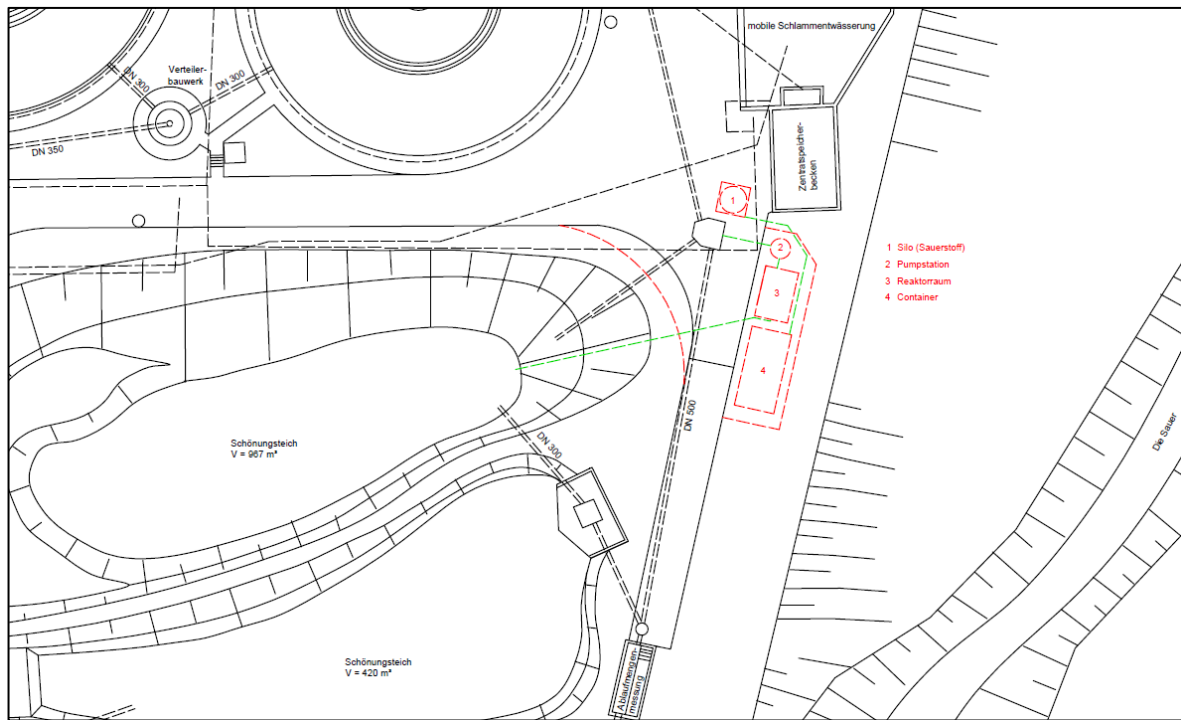 mobile Schlammentwässerung
Verteiler-
bauwerk
DN 300
DN 300
DN 350
Zentratspeicher-
becken
1
2
3
4
1 Silo (Sauerstoff)
2 Pumpstation
3 Reaktorraum
4 Container
DN 500
DN 300
Die Sauer
Schönungsteich
V = 967 m³
Schönungsteich
V = 420 m³
Ablaufmengen-
messung